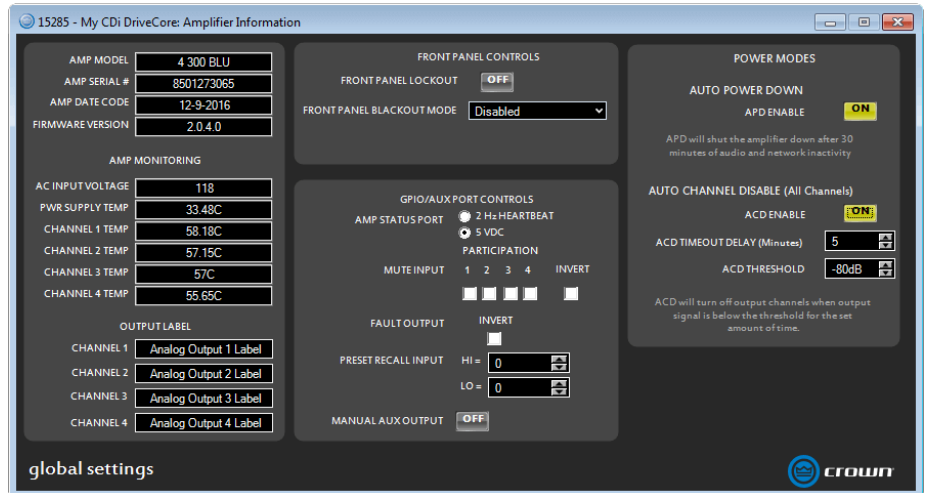 15285 - My CDi DriveCore: Amplifier Information
AMP MODEL 4 300 BLU
AMP SERIAL # 8501273065
AMP DATE CODE 12-9-2016
FIRMWARE VERSION 2.0.4.0
AMP MONITORING
AC INPUT VOLTAGE 118
PWR SUPPLY TEMP 33.48C
CHANNEL 1 TEMP 58.18C
CHANNEL 2 TEMP 57.15C
CHANNEL 3 TEMP 57C
CHANNEL 4 TEMP 55.65C
OUTPUT LABEL
CHANNEL 1 Analog Output 1 Label
CHANNEL 2 Analog Output 2 Label
CHANNEL 3 Analog Output 3 Label
CHANNEL 4 Analog Output 4 Label
FRONT PANEL CONTROLS
FRONT PANEL LOCKOUT OFF
FRONT PANEL BLACKOUT MODE Disabled
GPIO/AUX PORT CONTROLS
AMP STATUS PORT 2 Hz HEARTBEAT
5 VDC
PARTICIPATION
MUTE INPUT 1 2 3 4 INVERT
FAULT OUTPUT INVERT
PRESET RECALL INPUT HI = 0
LO = 0
MANUAL AUX OUTPUT OFF
POWER MODES
AUTO POWER DOWN
APD ENABLE ON
APD will shut the amplifier down after 30
minutes of audio and network inactivity
AUTO CHANNEL DISABLE (All Channels)
ACD ENABLE ON
ACD TIMEOUT DELAY (Minutes) 5
ACD THRESHOLD -80dB
ACD will turn off output channels when output
signal is below the threshold for the set
amount of time.
global settings
crown